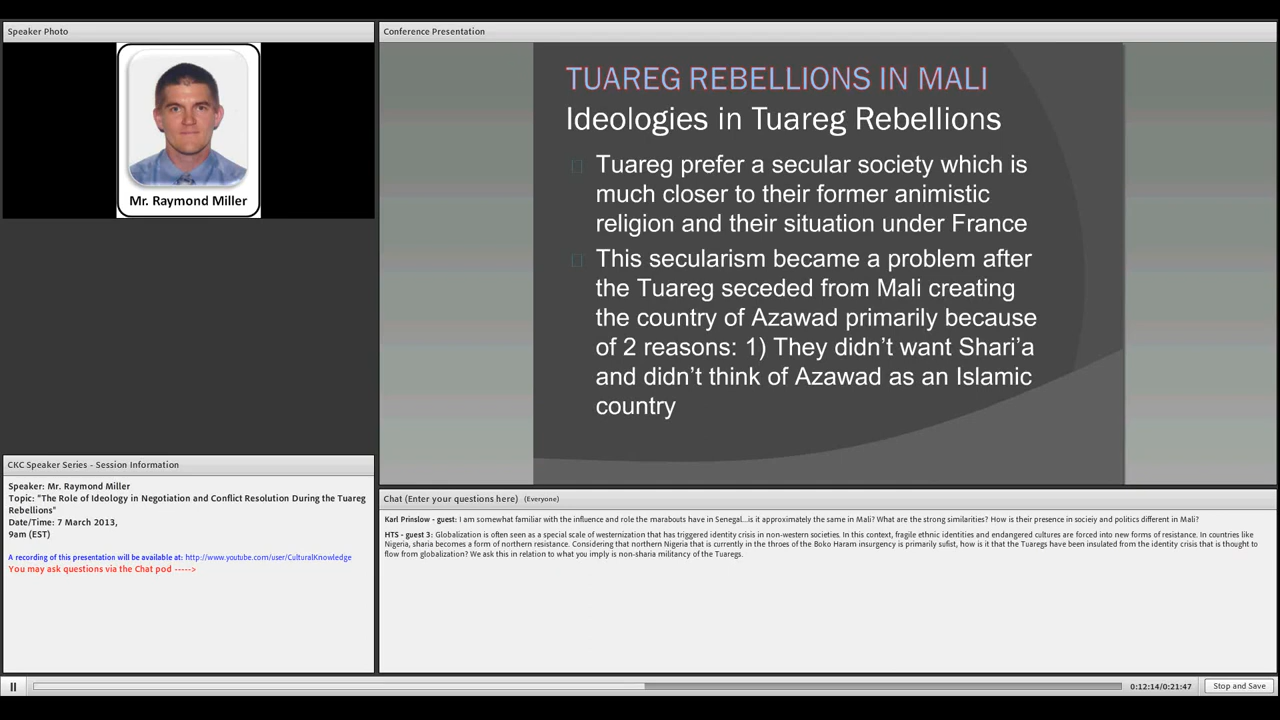 Speaker Photo
Mr. Raymond Miller
Conference Presentation
TUAREG REBELLIONS IN MALI
Ideologies in Tuareg Rebellions
Tuareg prefer a secular society which is
much closer to their former animistic
religion and their situation under France
This secularism became a problem after
the Tuareg seceded from Mali creating
the country of Azawad primarily because
of 2 reasons: 1) They didn't want Shari'a
and didn't think of Azawad as an Islamic
country
CKC Speaker Series - Session Information
Speaker: Mr. Raymond Miller
Topic: "The Role of Ideology in Negotiation and Conflict Resolution During the Tuareg
Rebellions"
Date/Time: 7 March 2013,
9am (EST)
A recording of this presentation will be available at: http://www.youtube.com/user/CulturalKnowledge
You may ask questions via the Chat pod ----->
Chat (Enter your questions here) (Everyone)
Karl Prinslow - guest: I am somewhat familiar with the influence and role the marabouts have in Senegal...is it approximately the same in Mali? What are the strong similarities? How is their presence in socieiy and politics different in Mali?
HTS - guest 3: Globalization is often seen as a special scale of westernization that has triggered identity crisis in non-western societies. In this context, fragile ethnic identities and endangered cultures are forced into new forms of resistance. In countries like
Nigeria, sharia becomes a form of northern resistance. Considering that northern Nigeria that is currently in the throes of the Boko Haram insurgency is primarily sufist, how is it that the Tuaregs have been insulated from the identity crisis that is thought to
flow from globalization? We ask this in relation to what you imply is non-sharia militancy of the Tuaregs.
0:12:14/0:21:47
Stop and Save